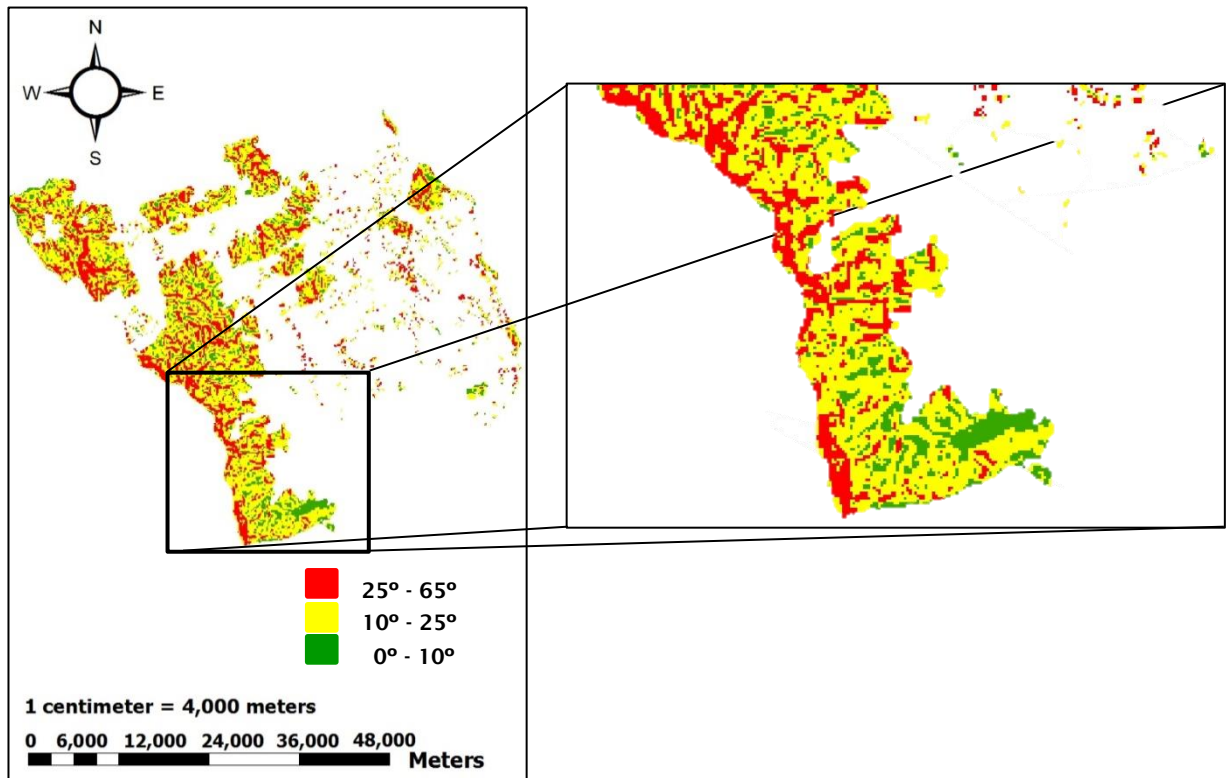 N
W E
S
25º - 65º
10º - 25º
0º - 10º
1 centimeter = 4,000 meters
0 6,000 12,000 24,000 36,000 48,000
Meters